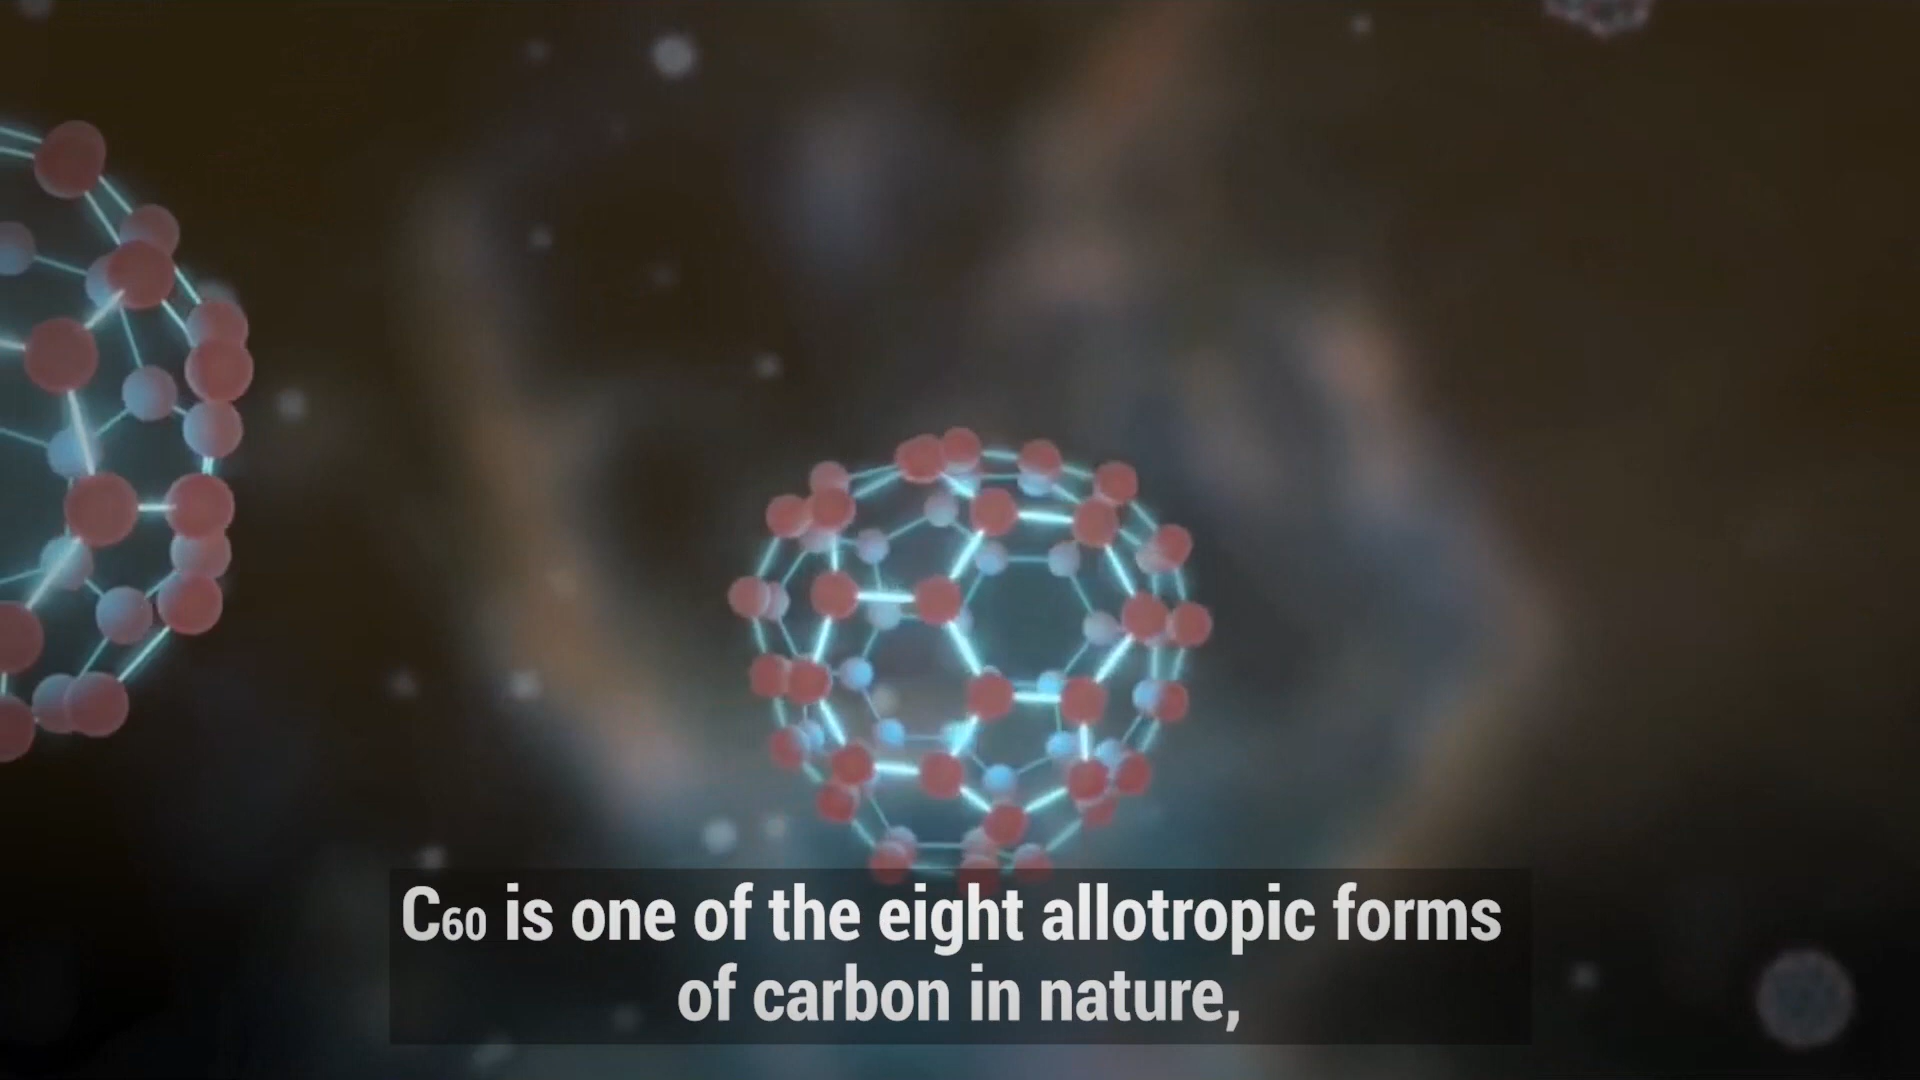 C₆₀ is one of the eight allotropic forms
of carbon in nature,